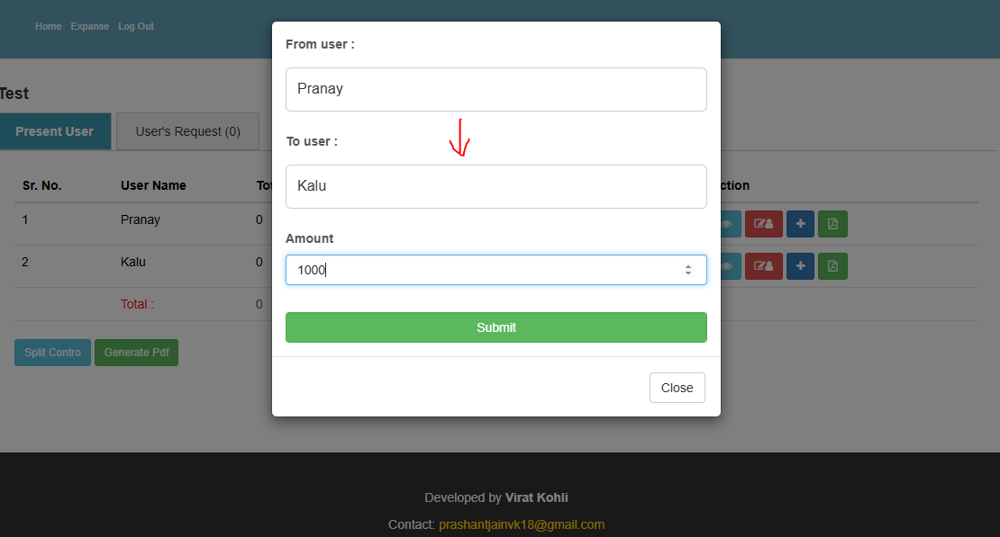 Home Expanse Log Out
Test
Present User User's Request (0)
Sr. No. User Name
1 Pranay 0
2 Kalu 0
Total : 0
Split Contro Generate Pdf
From user :
Pranay
To user :
Kalu
Amount
1000
Submit
Close
Developed by Virat Kohli
Contact: prashantjainvk18@gmail.com